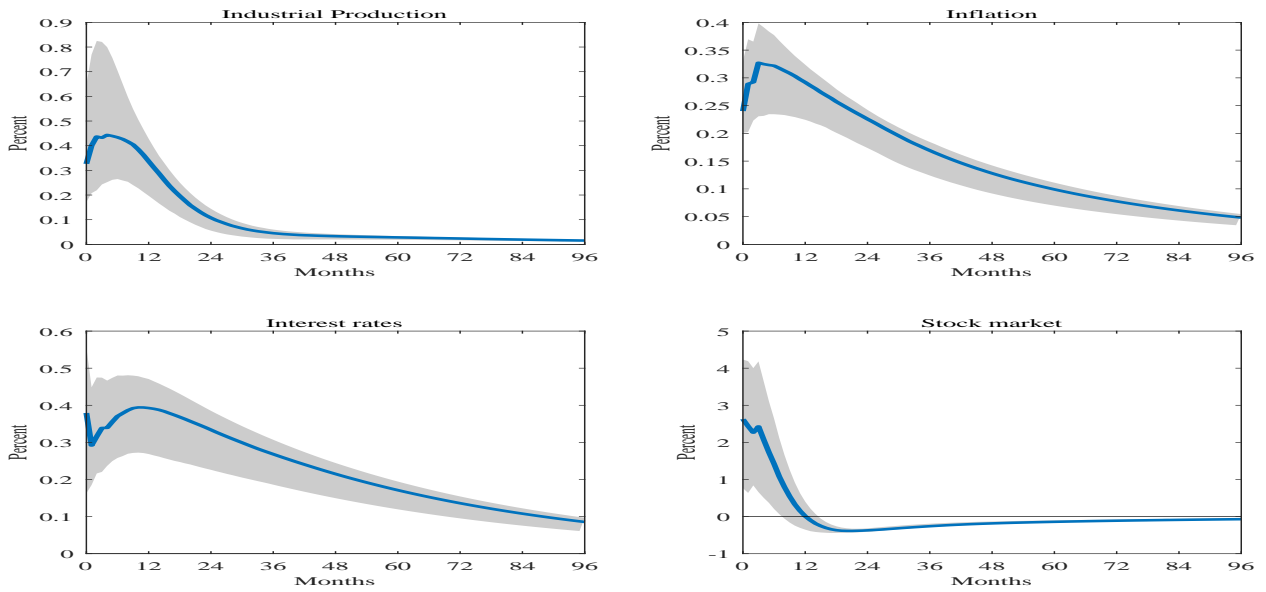 Industrial Production
0.9
0.8
0.7
0.6
0.5
0.4
0.3
0.2
0.1
0
Percent
0 12 24 36 48 60 72 84 96
Months
Inflation
0.4
0.35
0.3
0.25
0.2
0.15
0.1
0.05
0
Percent
0 12 24 36 48 60 72 84 96
Months
Interest rates
0.6
0.5
0.4
0.3
0.2
0.1
0
Percent
0 12 24 36 48 60 72 84 96
Months
Stock market
5
4
3
2
1
0
-1
Percent
0 12 24 36 48 60 72 84 96
Months